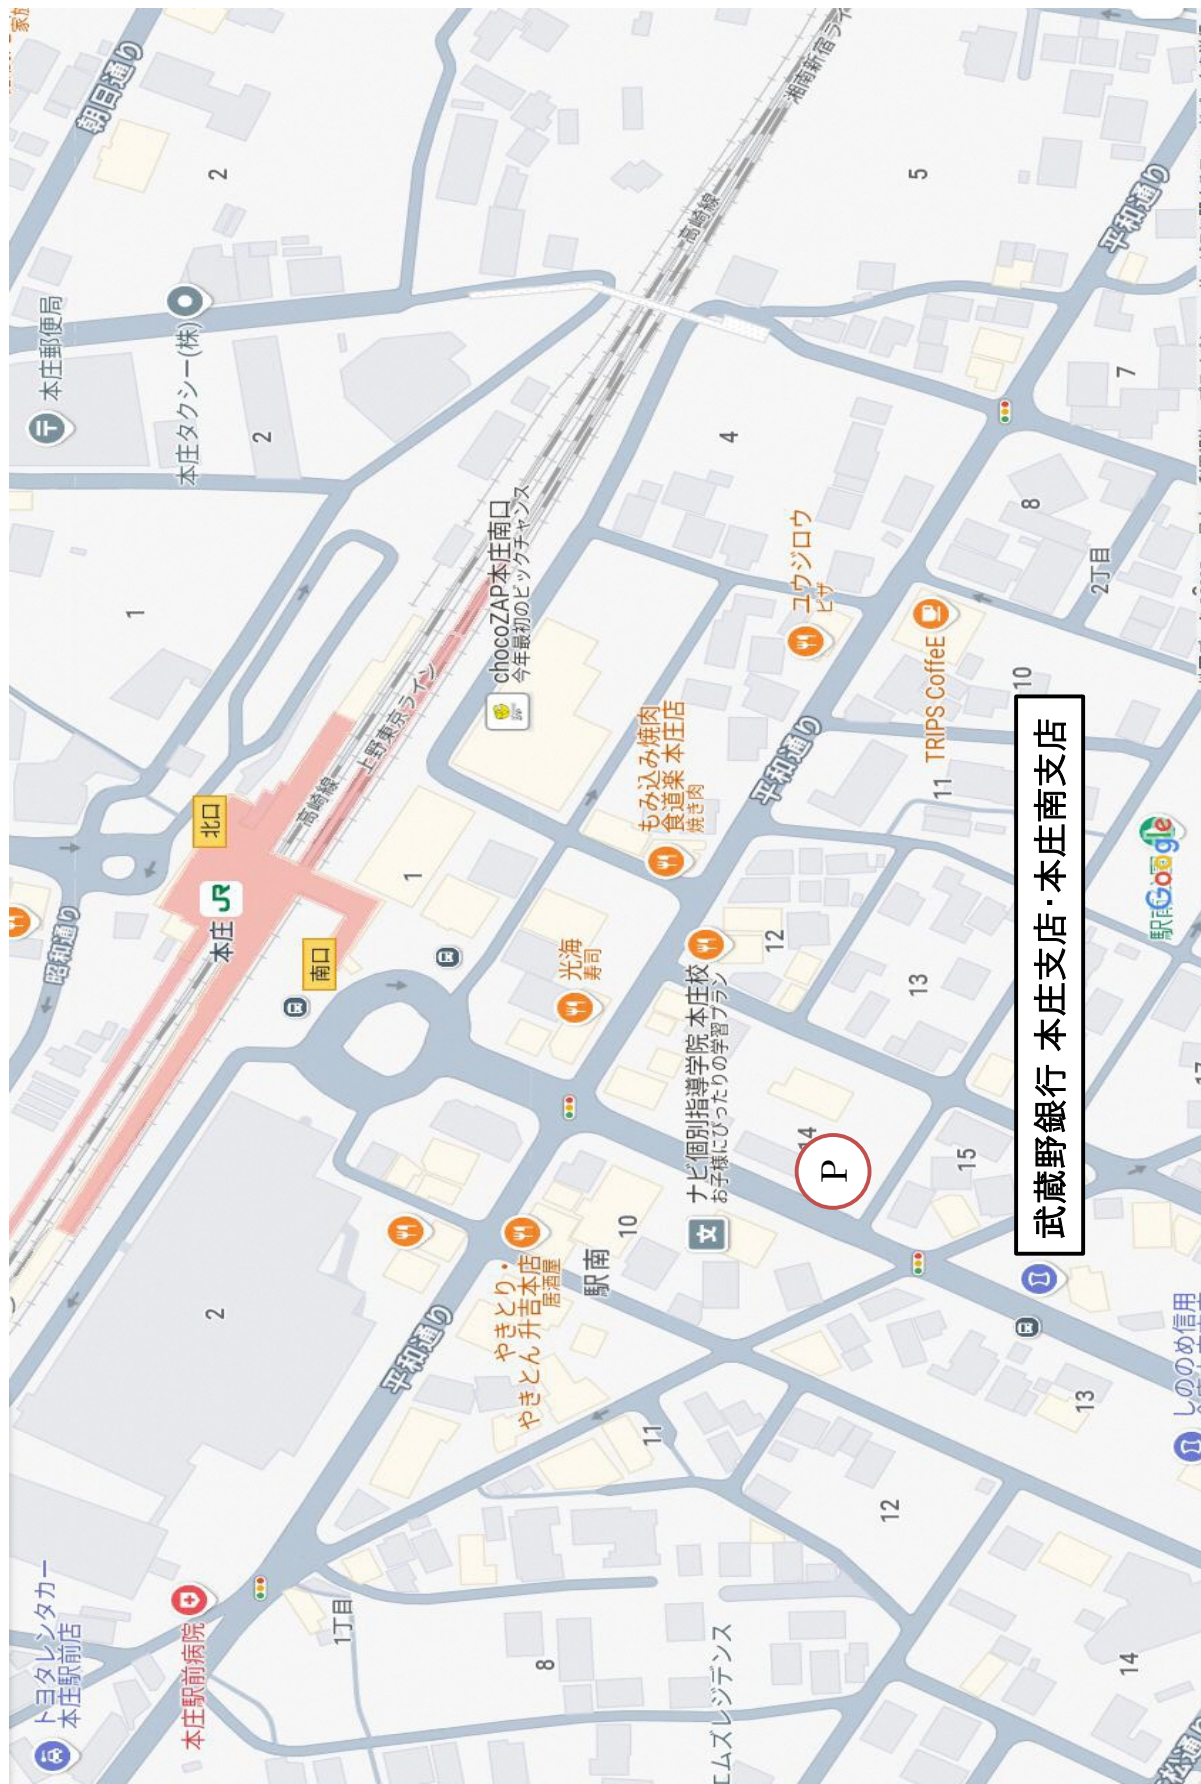 トヨタレンタカー
本庄駅前店
本庄郵便局
昭和通り
朝日通り
本庄駅前病院
本庄タクシー(株)
2
1
2
2
本庄
JR
北口
南口
高崎線
上野東京ライン
高崎線
湘南新宿ライ
1丁目
平和通り
1
chocoZAP本庄南口
今年最初のビックチャンス
やきとり・
やきとん 升吉本店
居酒屋
光海
寿司
8
駅南
10
11
もみ込み焼肉
食道楽 本庄店
焼き肉
エムズレジデンス
ナビ個別指導学院 本庄校
お子様にぴったりの学習プラン
4
平和通り
12
ユウジロウ
ピザ
14
P
12
13
5
TRIPS CoffeE
11
15
10
8
武蔵野銀行 本庄支店・本庄南支店
13
2丁目
14
7
平和通り
Google
しののめ信用
17